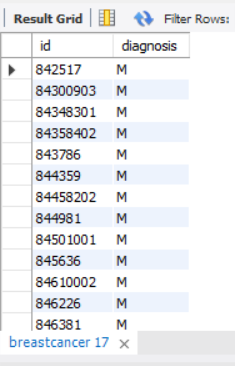 Result Grid Filter Rows:
id diagnosis
842517 M
84300903 M
84348301 M
84358402 M
843786 M
844359 M
84458202 M
844981 M
84501001 M
845636 M
84610002 M
846226 M
846381 M
breastcancer 17